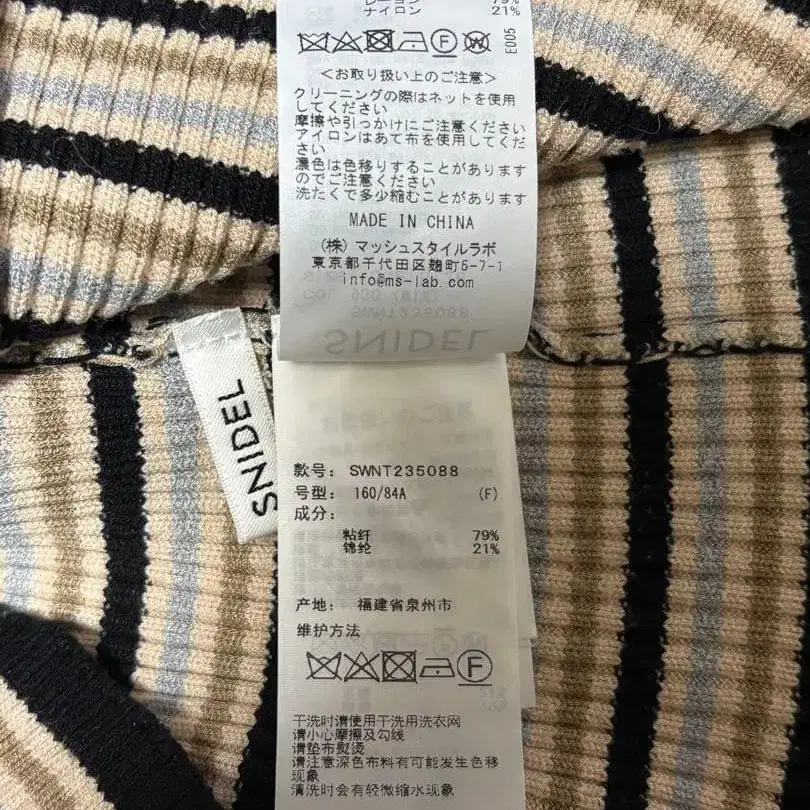 レーヨン 79%
ナイロン 21%
E005
<お取り扱い上のご注意>
クリーニングの際はネットを使用
してください
摩擦や引っかけにご注意ください
アイロンはあて布を使用してくだ
さい
濃色は色移りすることがあります
のでご注意ください
洗たくで多少縮むことがあります
MADE IN CHINA
(株) マッシュスタイルラボ
東京都千代田区麹町5-7-1
info@ms-lab.com
SWNT235088
SNIDEL
SNIDEL
款号: SWNT235088
号型: 160/84A (F)
成分:
粘纤 79%
锦纶 21%
产地: 福建省泉州市
维护方法
F
干洗时请使用干洗用洗衣网
请小心摩擦及勾线
请垫布熨烫
请注意深色布料有可能发生色移
现象
清洗时会有轻微缩水现象